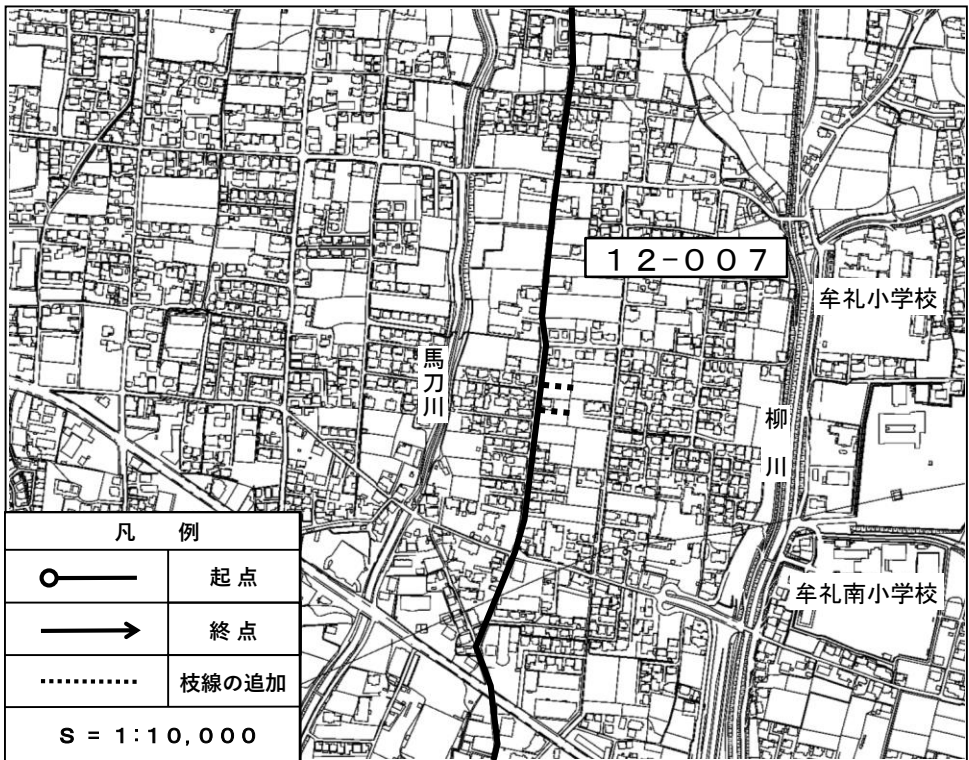 12-007
牟礼小学校
馬刀川
柳川
牟礼南小学校
凡 例
起点
終点
枝線の追加
S = 1:10,000